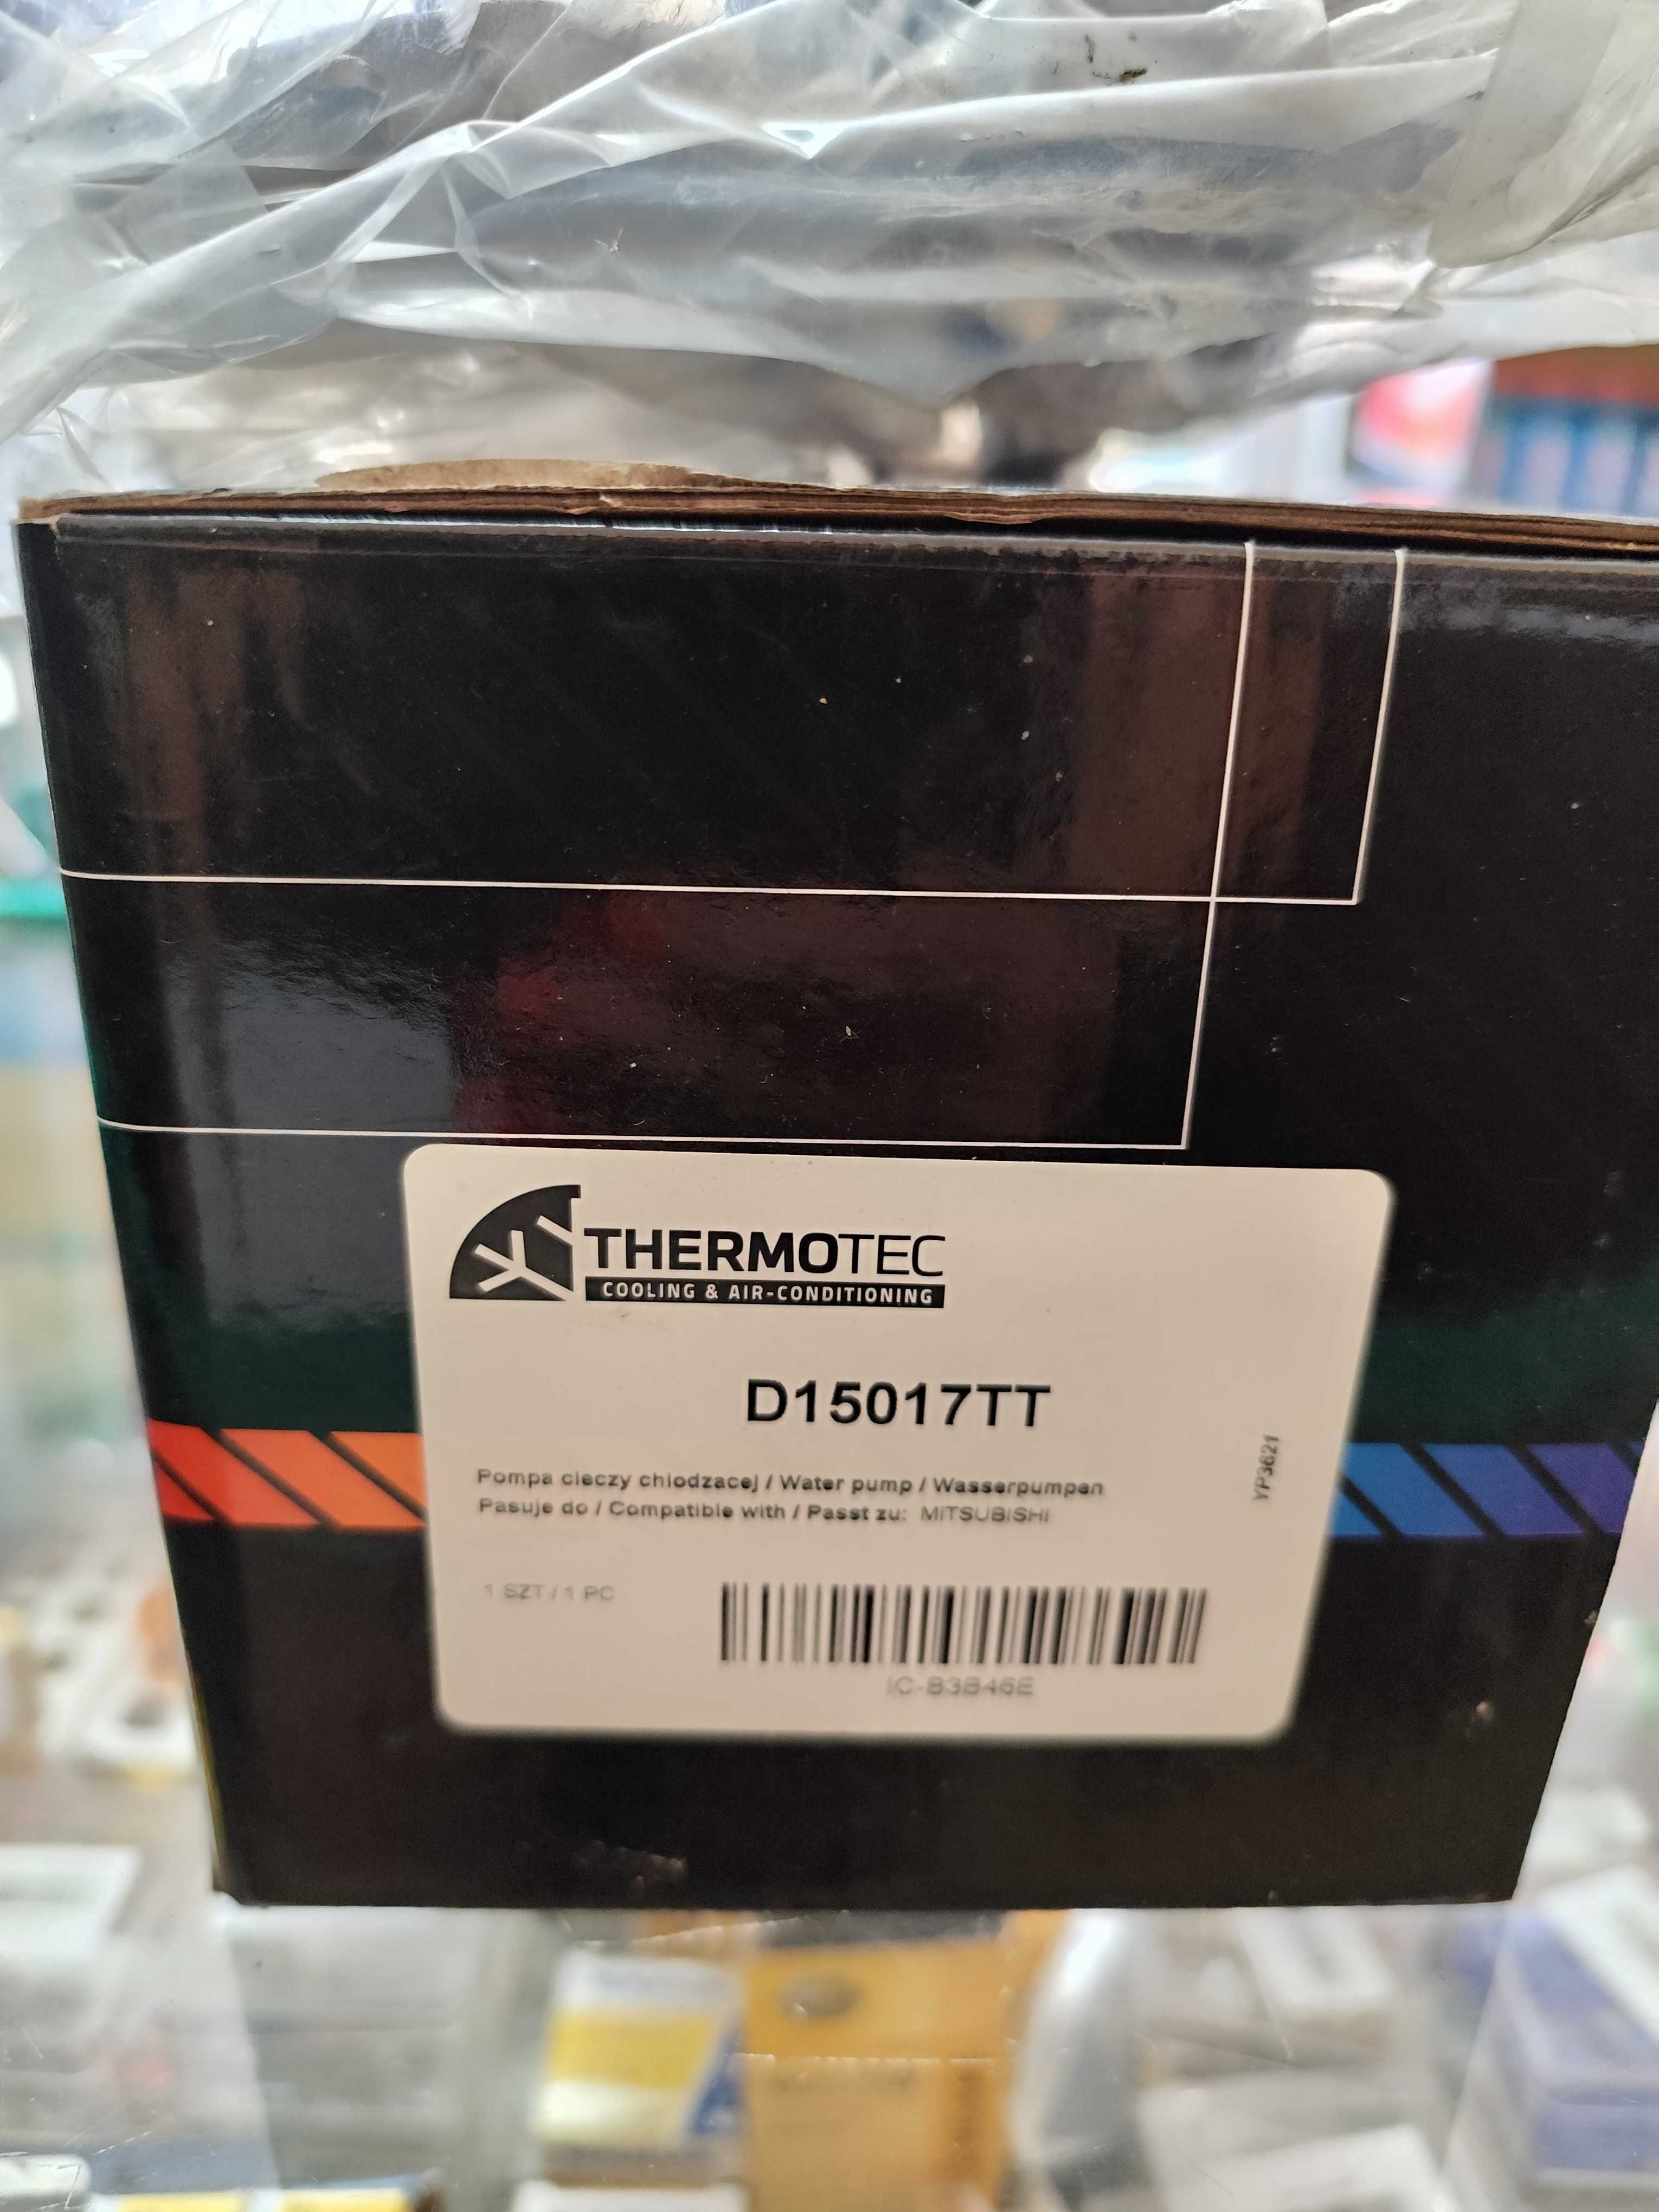 THERMOTEC
COOLING & AIR-CONDITIONING
D15017TT
Pompa cieczy chlodzacej / Water pump / Wasserpumpen
Pasuje do / Compatible with / Passt zu: MITSUBISHI
YP3621
1 SZT / 1 PC
IC-B3B46E